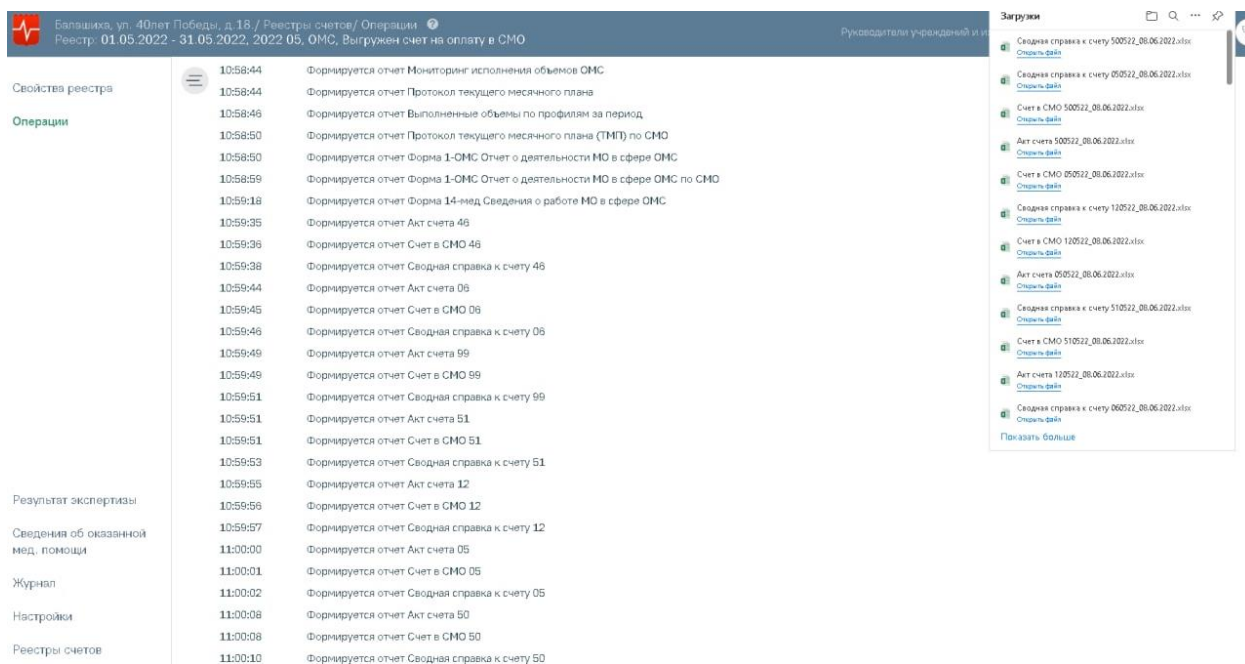 Балашиха, ул. 40лет Победы, д.18./ Реестры счетов/ Операции ?
Реестр: 01.05.2022 - 31.05.2022, 2022 05, ОМС, Выгружен счет на оплату в СМО
Руководители учреждений и
Свойства реестра
Операции
Результат экспертизы
Сведения об оказанной
мед. помощи
Журнал
Настройки
Реестры счетов
10:58:44 Формируется отчет Мониторинг исполнения объемов ОМС
10:58:44 Формируется отчет Протокол текущего месячного плана
10:58:46 Формируется отчет Выполненные объемы по профилям за период
10:58:50 Формируется отчет Протокол текущего месячного плана (ТМП) по СМО
10:58:50 Формируется отчет Форма 1-ОМС Отчет о деятельности МО в сфере ОМС
10:58:59 Формируется отчет Форма 1-ОМС Отчет о деятельности МО в сфере ОМС по СМО
10:59:18 Формируется отчет Форма 14-мед Сведения о работе МО в сфере ОМС
10:59:35 Формируется отчет Акт счета 46
10:59:36 Формируется отчет Счет в СМО 46
10:59:38 Формируется отчет Сводная справка к счету 46
10:59:44 Формируется отчет Акт счета 06
10:59:45 Формируется отчет Счет в СМО 06
10:59:46 Формируется отчет Сводная справка к счету 06
10:59:49 Формируется отчет Акт счета 99
10:59:49 Формируется отчет Счет в СМО 99
10:59:51 Формируется отчет Сводная справка к счету 99
10:59:51 Формируется отчет Акт счета 51
10:59:51 Формируется отчет Счет в СМО 51
10:59:53 Формируется отчет Сводная справка к счету 51
10:59:55 Формируется отчет Акт счета 12
10:59:56 Формируется отчет Счет в СМО 12
10:59:57 Формируется отчет Сводная справка к счету 12
11:00:00 Формируется отчет Акт счета 05
11:00:01 Формируется отчет Счет в СМО 05
11:00:02 Формируется отчет Сводная справка к счету 05
11:00:08 Формируется отчет Акт счета 50
11:00:08 Формируется отчет Счет в СМО 50
11:00:10 Формируется отчет Сводная справка к счету 50
Загрузки
Сводная справка к счету 500522_08.06.2022.xlsx
Открыть файл
Сводная справка к счету 050522_08.06.2022.xlsx
Открыть файл
Счет в СМО 500522_08.06.2022.xlsx
Открыть файл
Акт счета 500522_08.06.2022.xlsx
Открыть файл
Счет в СМО 050522_08.06.2022.xlsx
Открыть файл
Сводная справка к счету 120522_08.06.2022.xlsx
Открыть файл
Счет в СМО 120522_08.06.2022.xlsx
Открыть файл
Акт счета 050522_08.06.2022.xlsx
Открыть файл
Сводная справка к счету 510522_08.06.2022.xlsx
Открыть файл
Счет в СМО 510522_08.06.2022.xlsx
Открыть файл
Акт счета 120522_08.06.2022.xlsx
Открыть файл
Сводная справка к счету 060522_08.06.2022.xlsx
Открыть файл
Показать больше